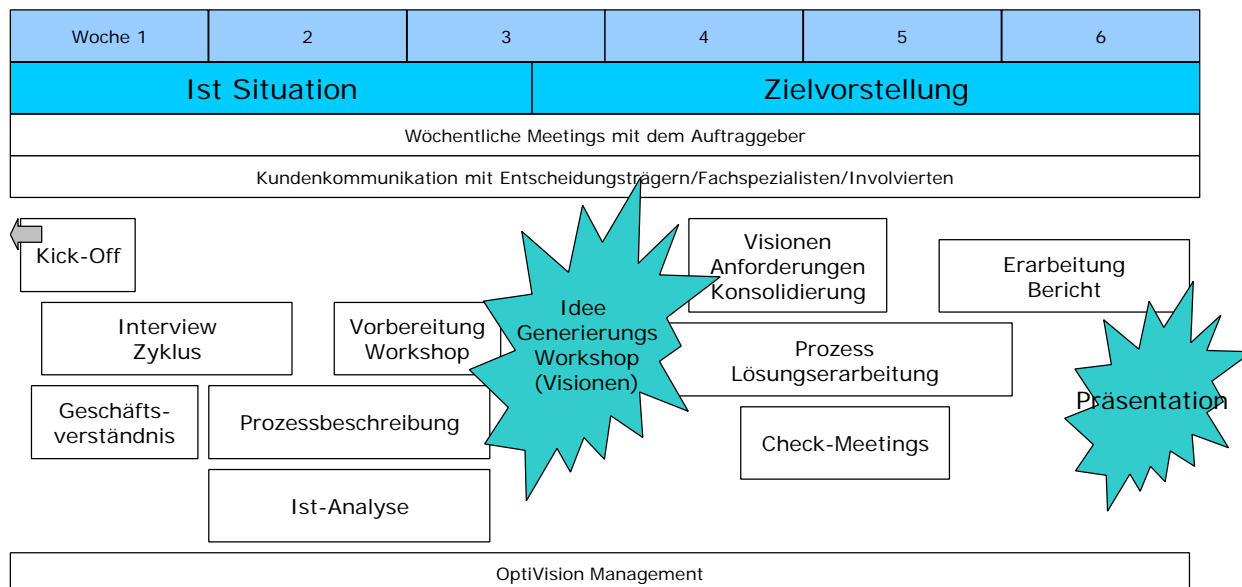 Woche 1
2
3
4
5
6
Ist Situation
Zielvorstellung
Wöchentliche Meetings mit dem Auftraggeber
Kundenkommunikation mit Entscheidungsträgern/Fachspezialisten/Involvierten
Kick-Off
Visionen
Anforderungen
Konsolidierung
Erarbeitung
Bericht
Interview
Zyklus
Vorbereitung
Workshop
Idee
Generierungs
Workshop
(Visionen)
Prozess
Lösungserarbeitung
Präsentation
Geschäfts-
verständnis
Prozessbeschreibung
Check-Meetings
Ist-Analyse
OptiVision Management